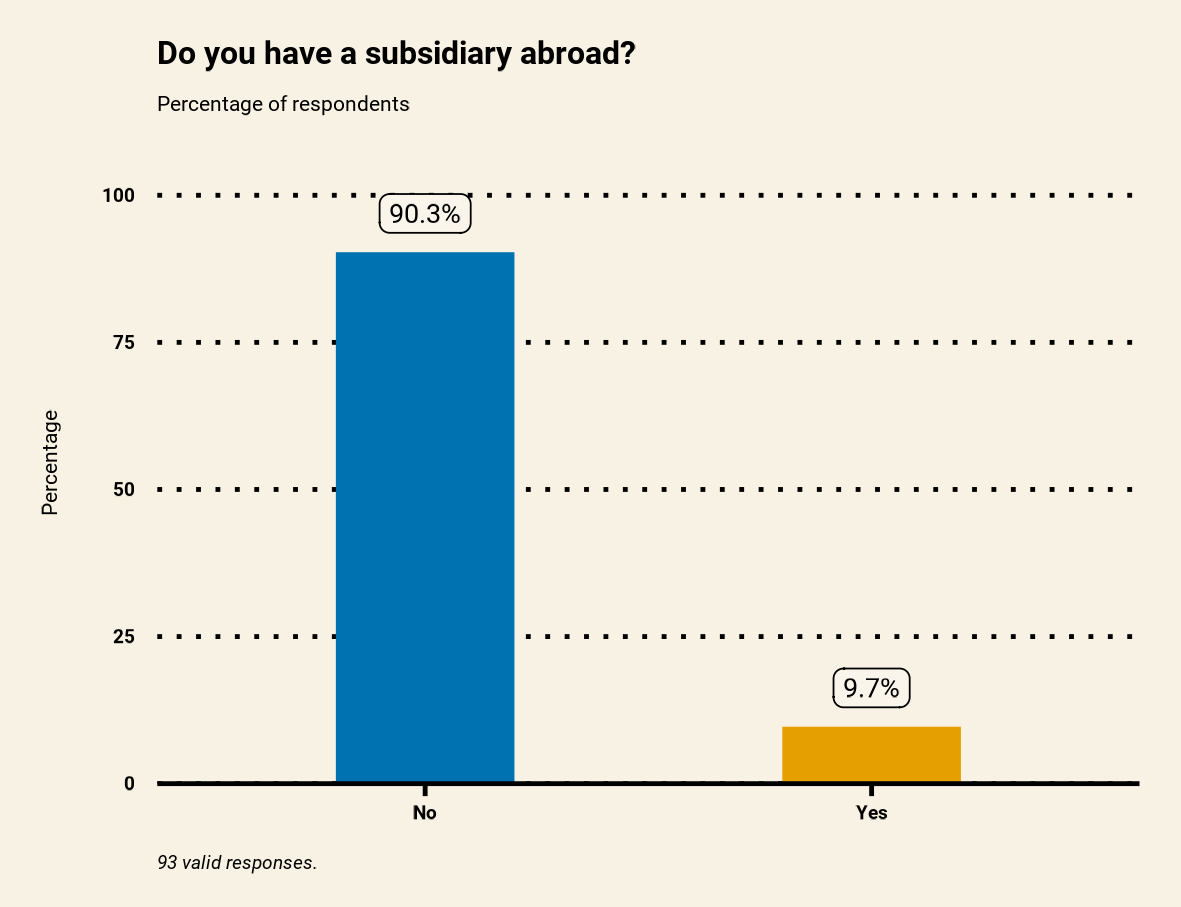 Do you have a subsidiary abroad?
Percentage of respondents
100
90.3%
75
Percentage
50
25
9.7%
0
No
Yes
93 valid responses.